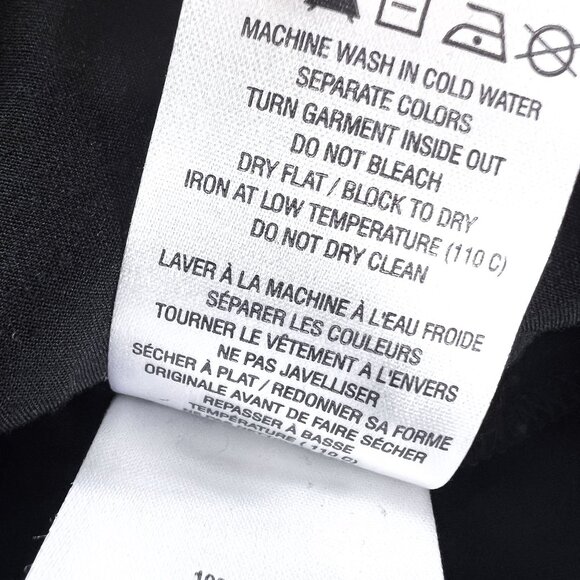 MACHINE WASH IN COLD WATER
SEPARATE COLORS
TURN GARMENT INSIDE OUT
DO NOT BLEACH
DRY FLAT / BLOCK TO DRY
IRON AT LOW TEMPERATURE (110 C)
DO NOT DRY CLEAN
LAVER À LA MACHINE À L'EAU FROIDE
SÉPARER LES COULEURS
TOURNER LE VÊTEMENT A L'ENVERS
NE PAS JAVELLISER
SÉCHER À PLAT / REDONNER SA FORME
ORIGINALE AVANT DE FAIRE SÉCHER
REPASSER À BASSE
TEMPÉRATURE (110 C)